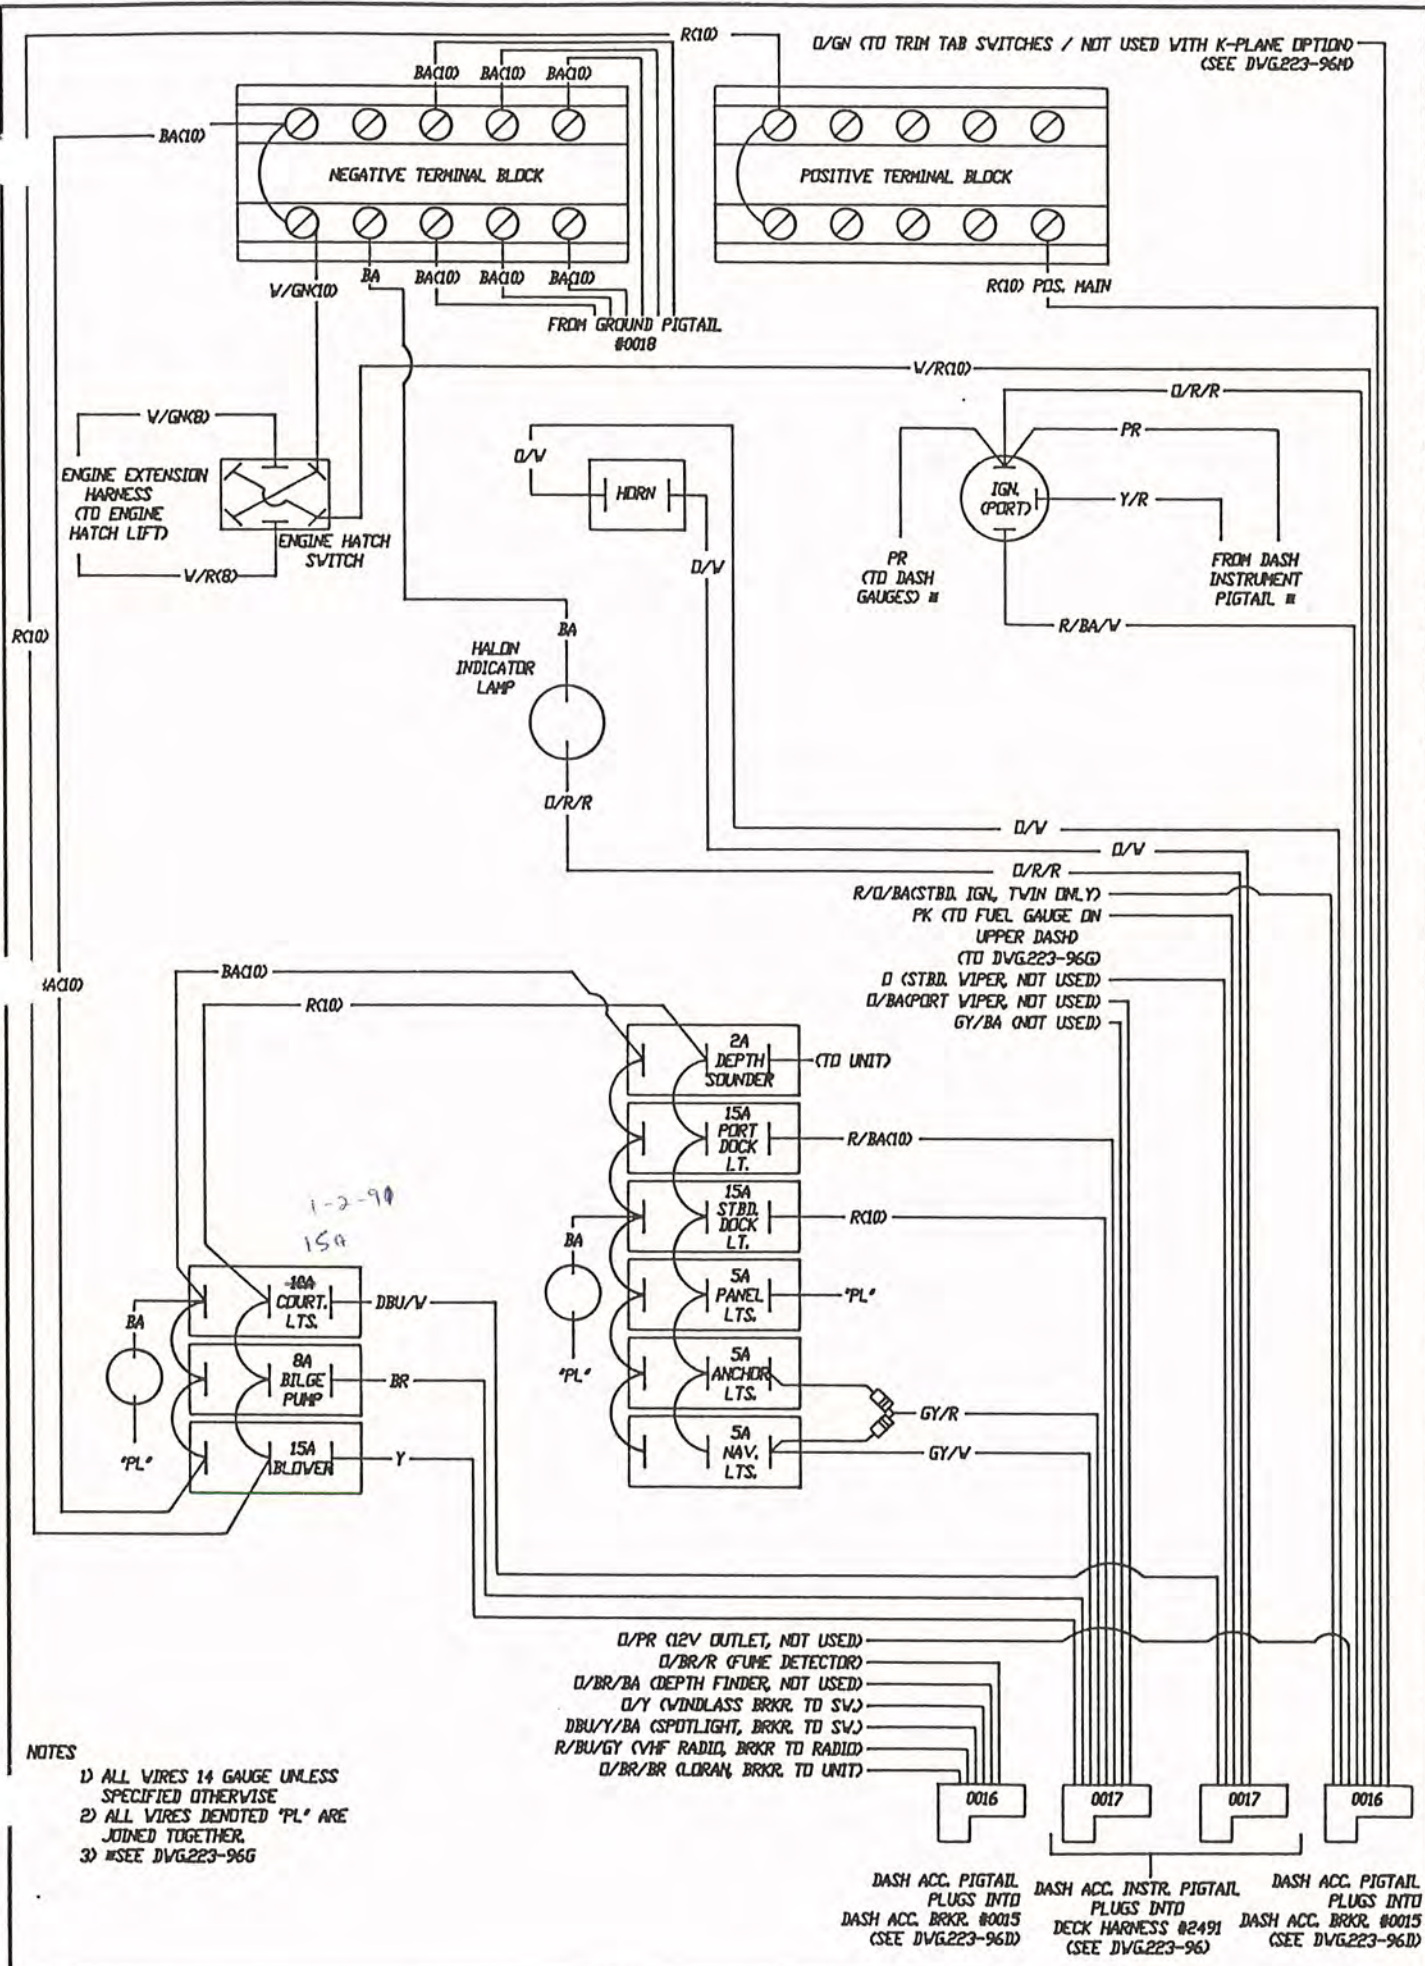 R(10)
O/GN (TO TRIM TAB SWITCHES / NOT USED WITH K-PLANE OPTION)
(SEE DWG.223-96M)
BA(10) BA(10) BA(10)
BA(10)
NEGATIVE TERMINAL BLOCK
POSITIVE TERMINAL BLOCK
W/GN(10)
BA BA(10) BA(10) BA(10)
R(10) POS. MAIN
FROM GROUND PIGTAIL
#0018
W/R(10)
O/R/R
W/GN(8)
PR
O/W
ENGINE EXTENSION
HARNESS
(TO ENGINE
HATCH LIFT)
HORN
IGN.
(PORT)
Y/R
ENGINE HATCH
SWITCH
W/R(8)
O/W
PR
(TO DASH
GAUGES) *
FROM DASH
INSTRUMENT
PIGTAIL *
R/BA/W
R(10)
BA
HALON
INDICATOR
LAMP
O/R/R
O/W
O/W
O/R/R
R/O/BA(STBD. IGN, TWIN ONLY)
PK (TO FUEL GAUGE ON
UPPER DASH)
(TO DWG.223-96G)
O (STBD. WIPER, NOT USED)
O/BA(PORT WIPER, NOT USED)
GY/BA (NOT USED)
BA(10)
BA(10)
R(10)
2A
DEPTH
SOUNDER
(TO UNIT)
15A
PORT
DOCK
LT.
R/BA(10)
15A
STBD.
DOCK
LT.
R(10)
BA
"PL"
5A
PANEL
LTS.
"PL"
5A
ANCHOR
LTS.
GY/R
5A
NAV.
LTS.
GY/W
1-2-91
15A
10A
COURT.
LTS.
DBU/W
BA
"PL"
8A
BILGE
PUMP
BR
15A
BLOWER
Y
O/PR (12V OUTLET, NOT USED)
O/BR/R (FUME DETECTOR)
O/BR/BA (DEPTH FINDER, NOT USED)
O/Y (WINDLASS BRKR. TO SW.)
DBU/Y/BA (SPOTLIGHT, BRKR. TO SW.)
R/BU/GY (VHF RADIO, BRKR TO RADIO)
O/BR/BR (LORAN, BRKR. TO UNIT)
NOTES
1) ALL WIRES 14 GAUGE UNLESS
SPECIFIED OTHERWISE
2) ALL WIRES DENOTED "PL" ARE
JOINED TOGETHER.
3) *SEE DWG.223-96G
0016
0017
0017
0016
DASH ACC. PIGTAIL
PLUGS INTO
DASH ACC. BRKR. #0015
(SEE DWG.223-96D)
DASH ACC. INSTR. PIGTAIL
PLUGS INTO
DECK HARNESS #2491
(SEE DWG.223-96)
DASH ACC. PIGTAIL
PLUGS INTO
DASH ACC. BRKR. #0015
(SEE DWG.223-96D)